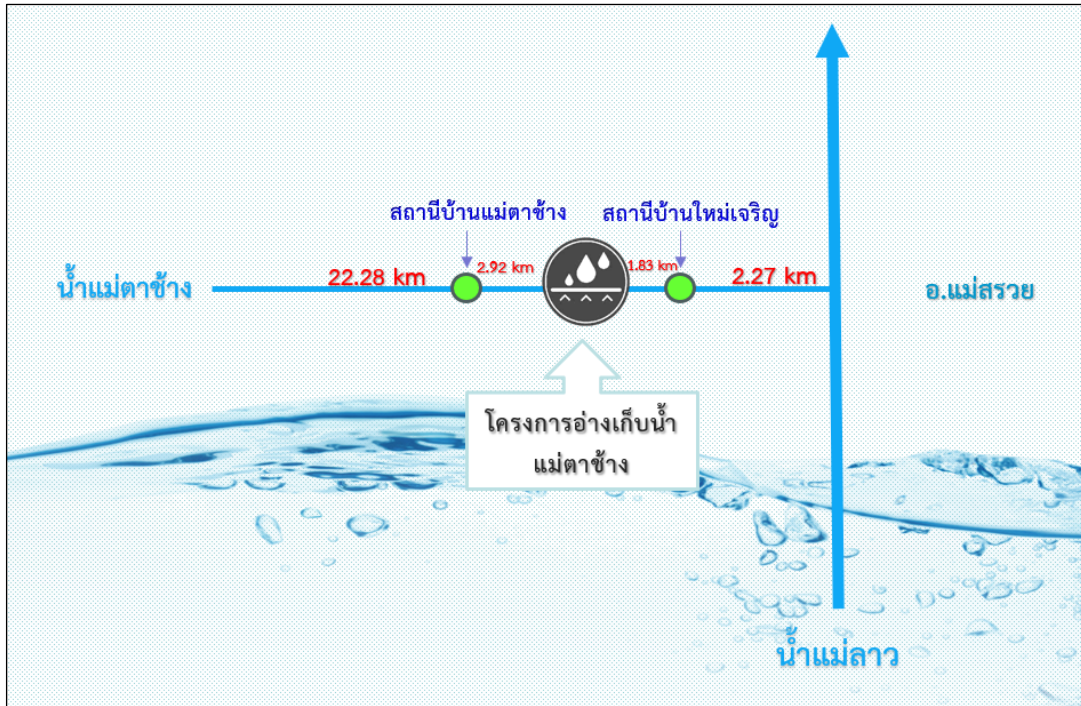 สถานีบ้านแม่ตาช้าง
สถานีบ้านใหม่เจริญ
น้ำแม่ตาช้าง
22.28 km
2.92 km
1.83 km
2.27 km
อ.แม่สรวย
โครงการอ่างเก็บน้ำ
แม่ตาช้าง
น้ำแม่ลาว